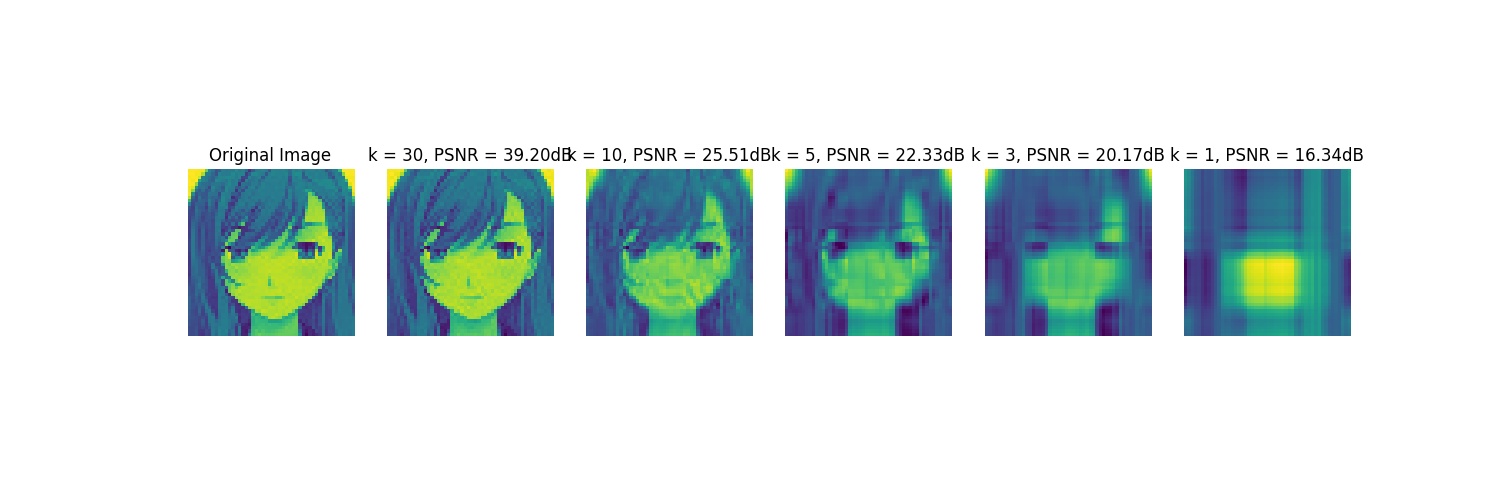 Original Image
k = 30, PSNR = 39.20dB
k = 10, PSNR = 25.51dB
k = 5, PSNR = 22.33dB
k = 3, PSNR = 20.17dB
k = 1, PSNR = 16.34dB